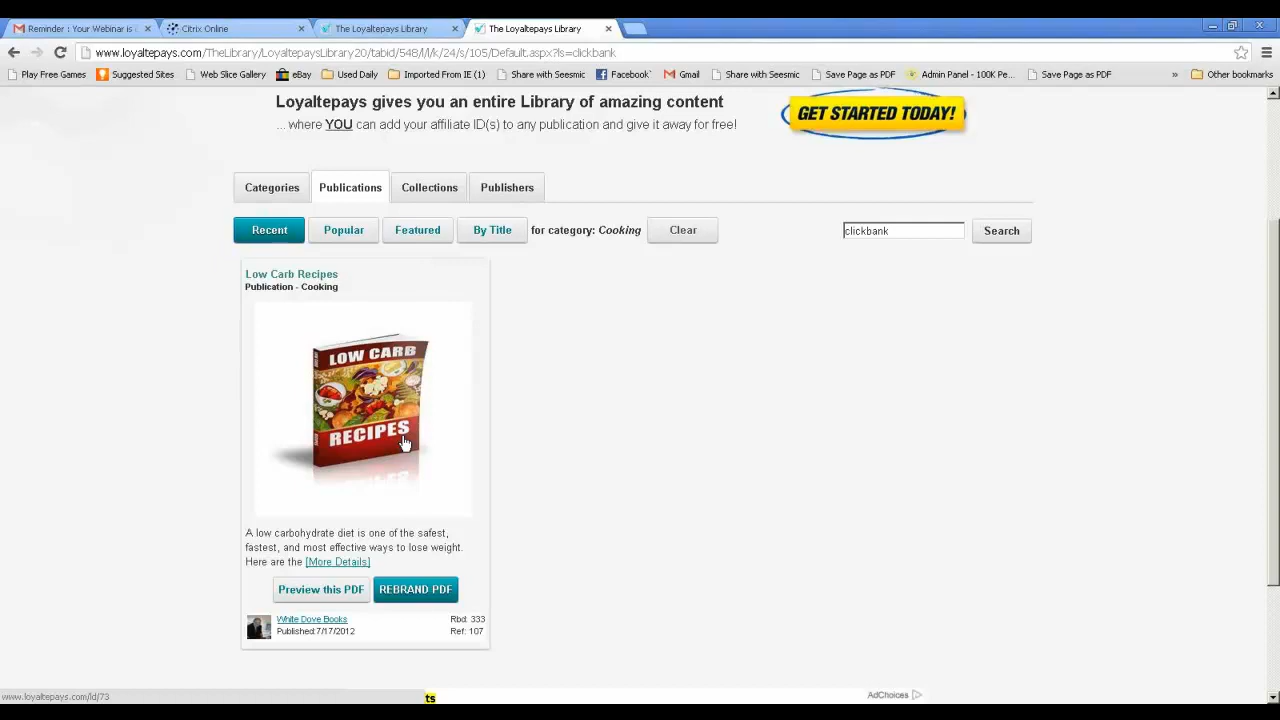 Reminder : Your Webinar is
Citrix Online
The Loyaltepays Library
The Loyaltepays Library
www.loyaltepays.com/TheLibrary/LoyaltepaysLibrary20/tabid/548/l/l/k/24/s/105/Default.aspx?ls=clickbank
Play Free Games
Suggested Sites
Web Slice Gallery
eBay
Used Daily
Imported From IE (1)
Share with Seesmic
Facebook
Gmail
Share with Seesmic
Save Page as PDF
Admin Panel - 100K Pe...
Save Page as PDF
»
Other bookmarks
Loyaltepays gives you an entire Library of amazing content
... where YOU can add your affiliate ID(s) to any publication and give it away for free!
GET STARTED TODAY!
Categories
Publications
Collections
Publishers
Recent
Popular
Featured
By Title
for category: Cooking
Clear
clickbank
Search
Low Carb Recipes
Publication - Cooking
LOW CARB
RECIPES
A low carbohydrate diet is one of the safest,
fastest, and most effective ways to lose weight.
Here are the [More Details]
Preview this PDF
REBRAND PDF
White Dove Books
Rbd: 333
Published:7/17/2012
Ref: 107
www.loyaltepays.com/ld/73
ts
AdChoices